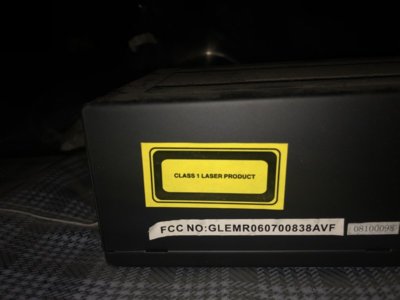 CLASS 1 LASER PRODUCT
FCC NO:GLEMR060700838AVF
08100098